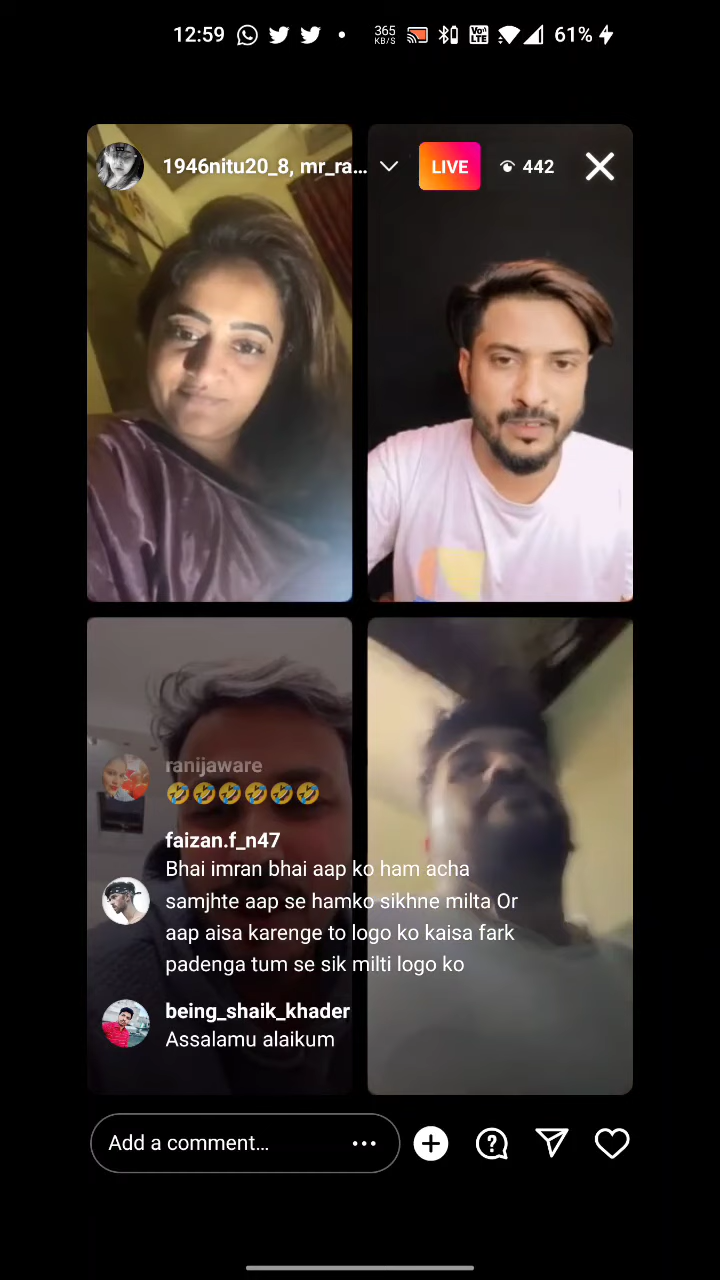 12:59
365
KB/S
Vo))
LTE
61%
1946nitu20_8, mr_ra...
LIVE
442
ranijaware
🤣🤣🤣🤣🤣🤣
faizan.f_n47
Bhai imran bhai aap ko ham acha
samjhte aap se hamko sikhne milta Or
aap aisa karenge to logo ko kaisa fark
padenga tum se sik milti logo ko
being_shaik_khader
Assalamu alaikum
Add a comment...